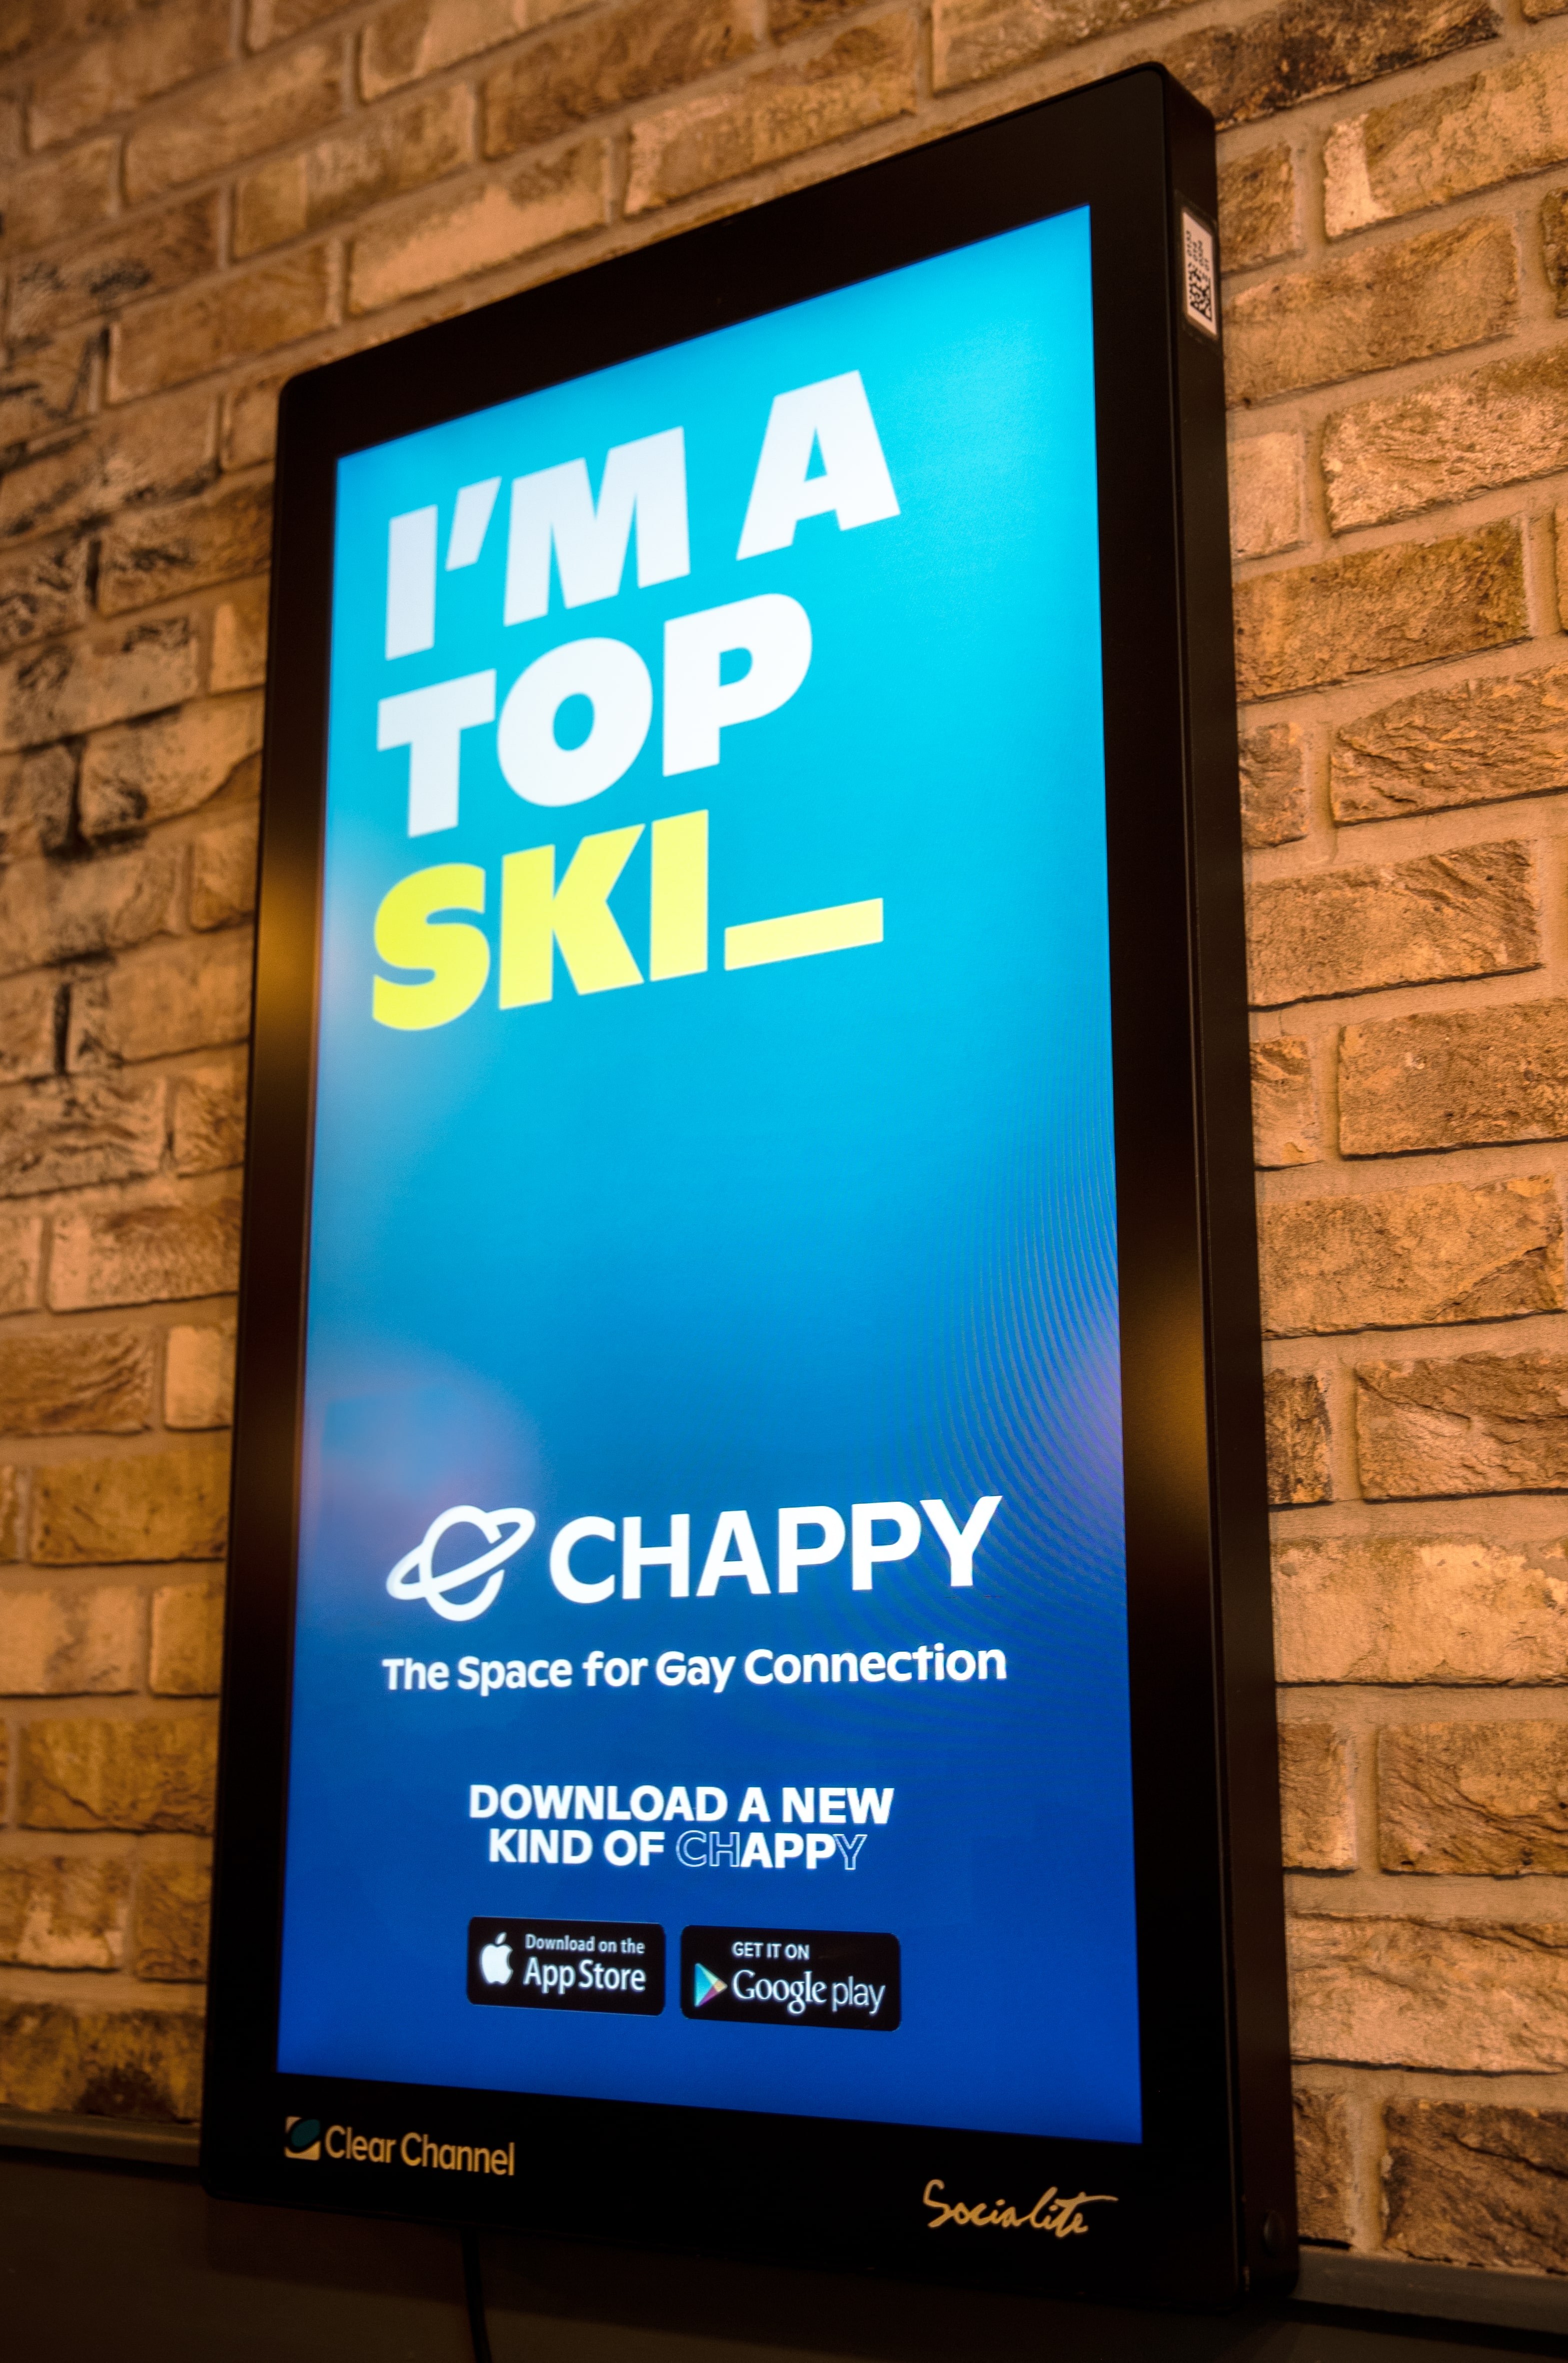 I'M A
TOP
SKI_
CHAPPY
The Space for Gay Connection
DOWNLOAD A NEW
KIND OF CHAPPY
Download on the
App Store
GET IT ON
Google play
Clear Channel
Socialite